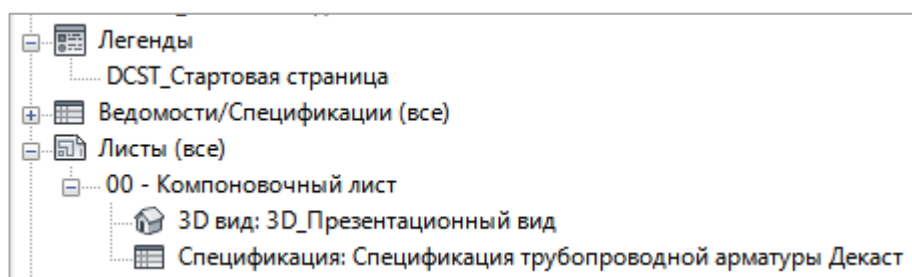 Легенды
DCST_Стартовая страница
Ведомости/Спецификации (все)
Листы (все)
00 - Компоновочный лист
3D вид: 3D_Презентационный вид
Спецификация: Спецификация трубопроводной арматуры Декаст